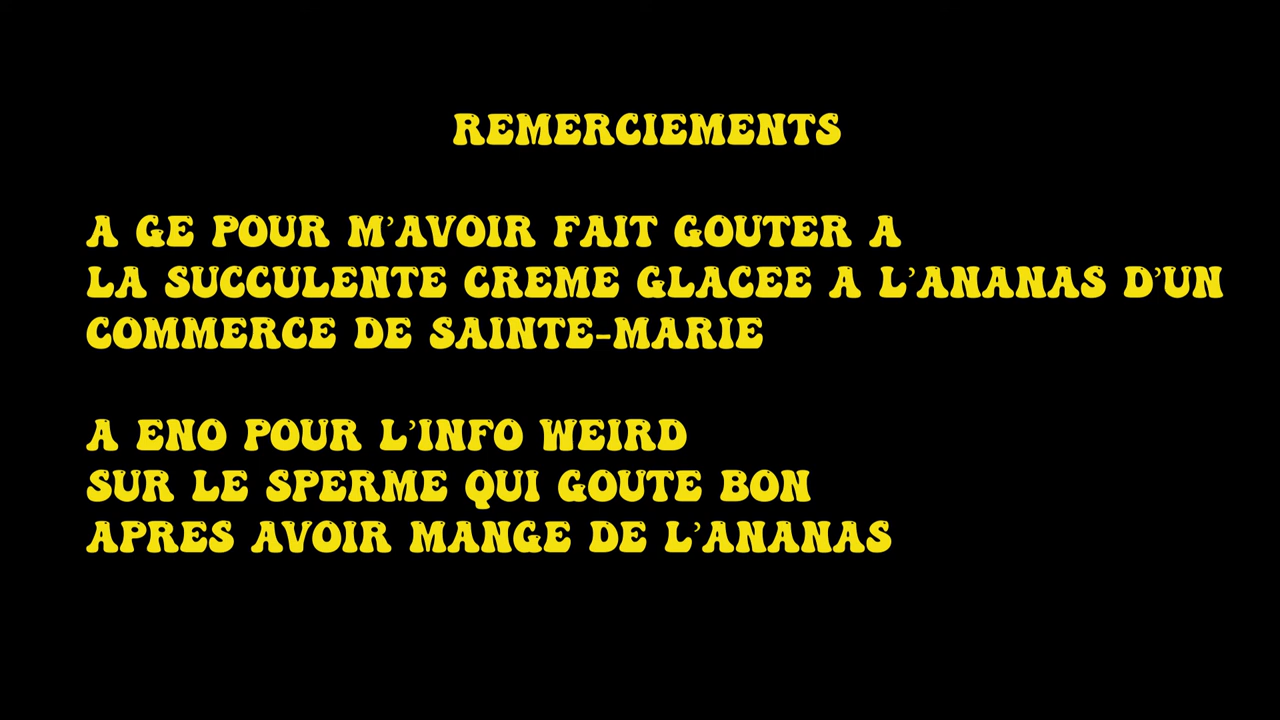 REMERCIEMENTS
A GE POUR M'AVOIR FAIT GOUTER A
LA SUCCULENTE CREME GLACEE A L'ANANAS D'UN
COMMERCE DE SAINTE-MARIE
A ENO POUR L'INFO WEIRD
SUR LE SPERME QUI GOUTE BON
APRES AVOIR MANGE DE L'ANANAS